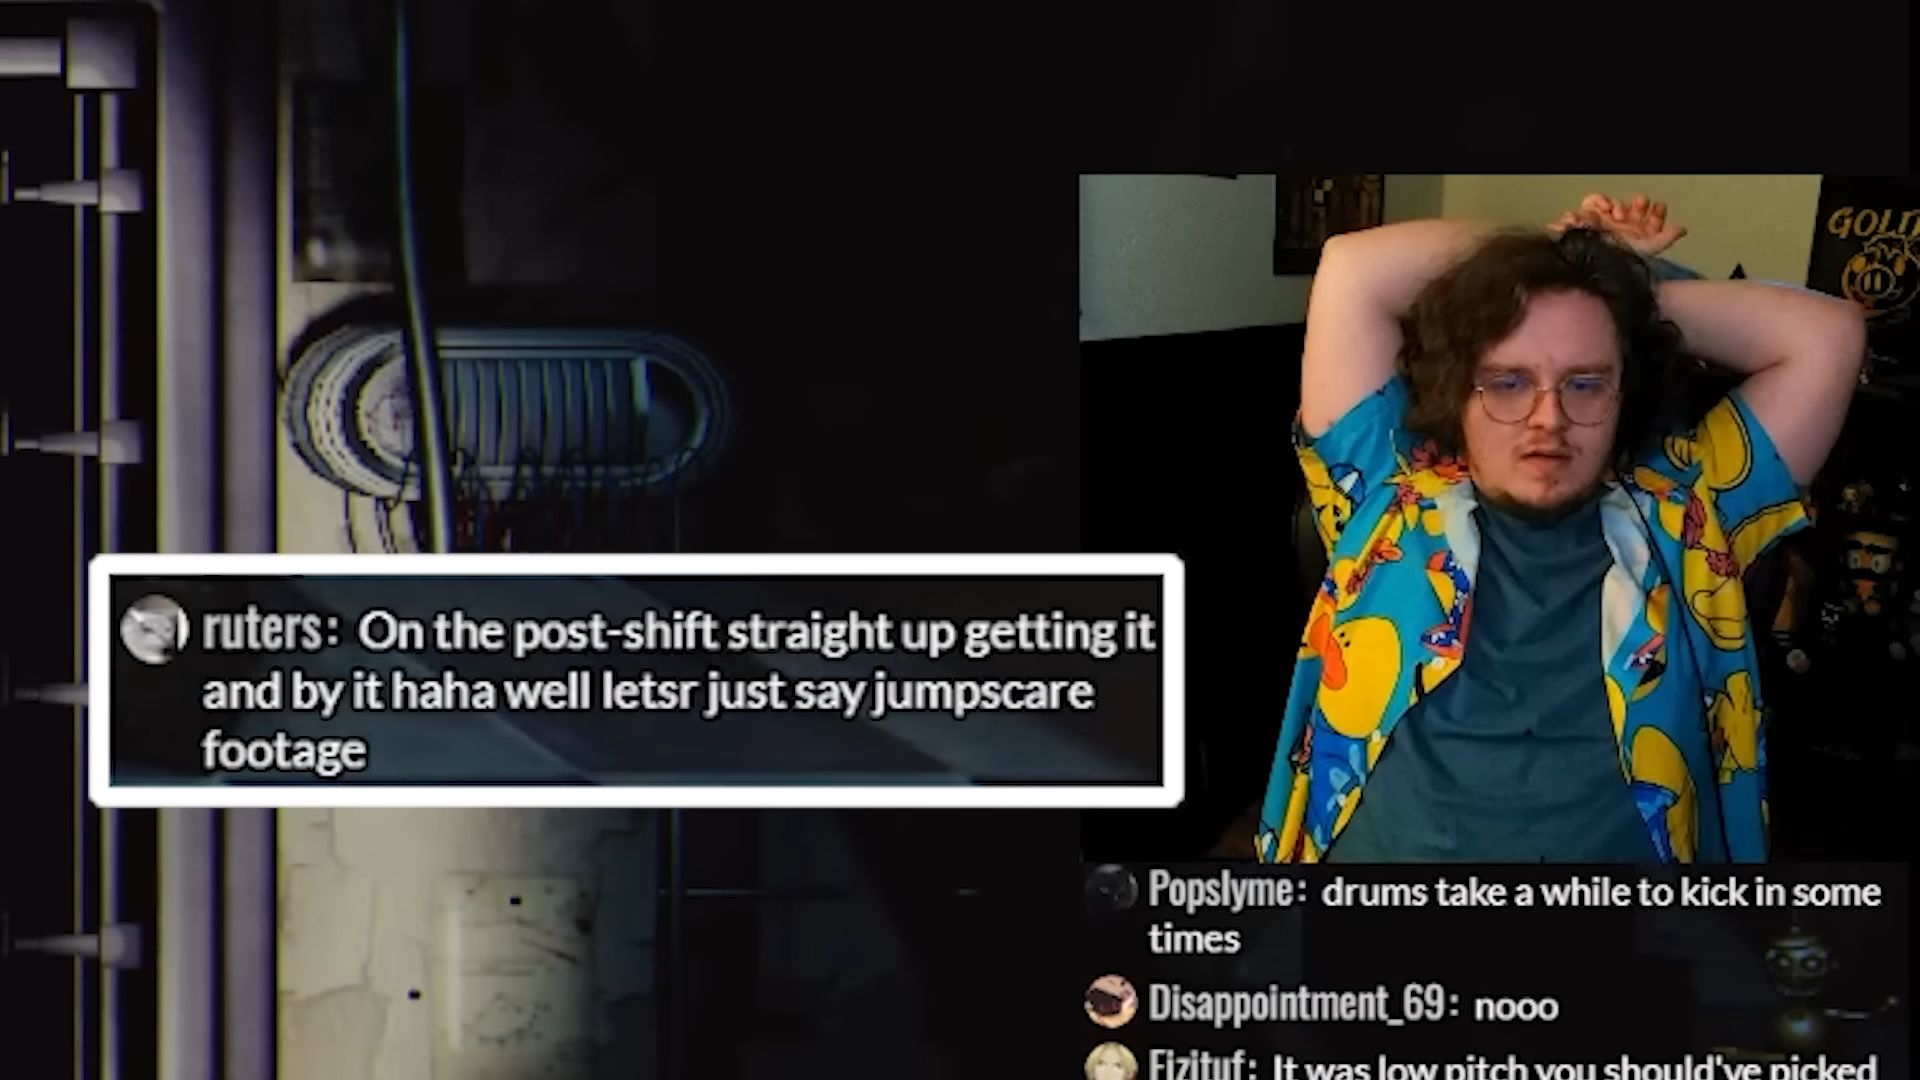 GOLD
ruters: On the post-shift straight up getting it
and by it haha well letsr just say jumpscare
footage
Popslyme: drums take a while to kick in some
times
Disappointment_69: nooo
Fizituf: It was low pitch you should've picked